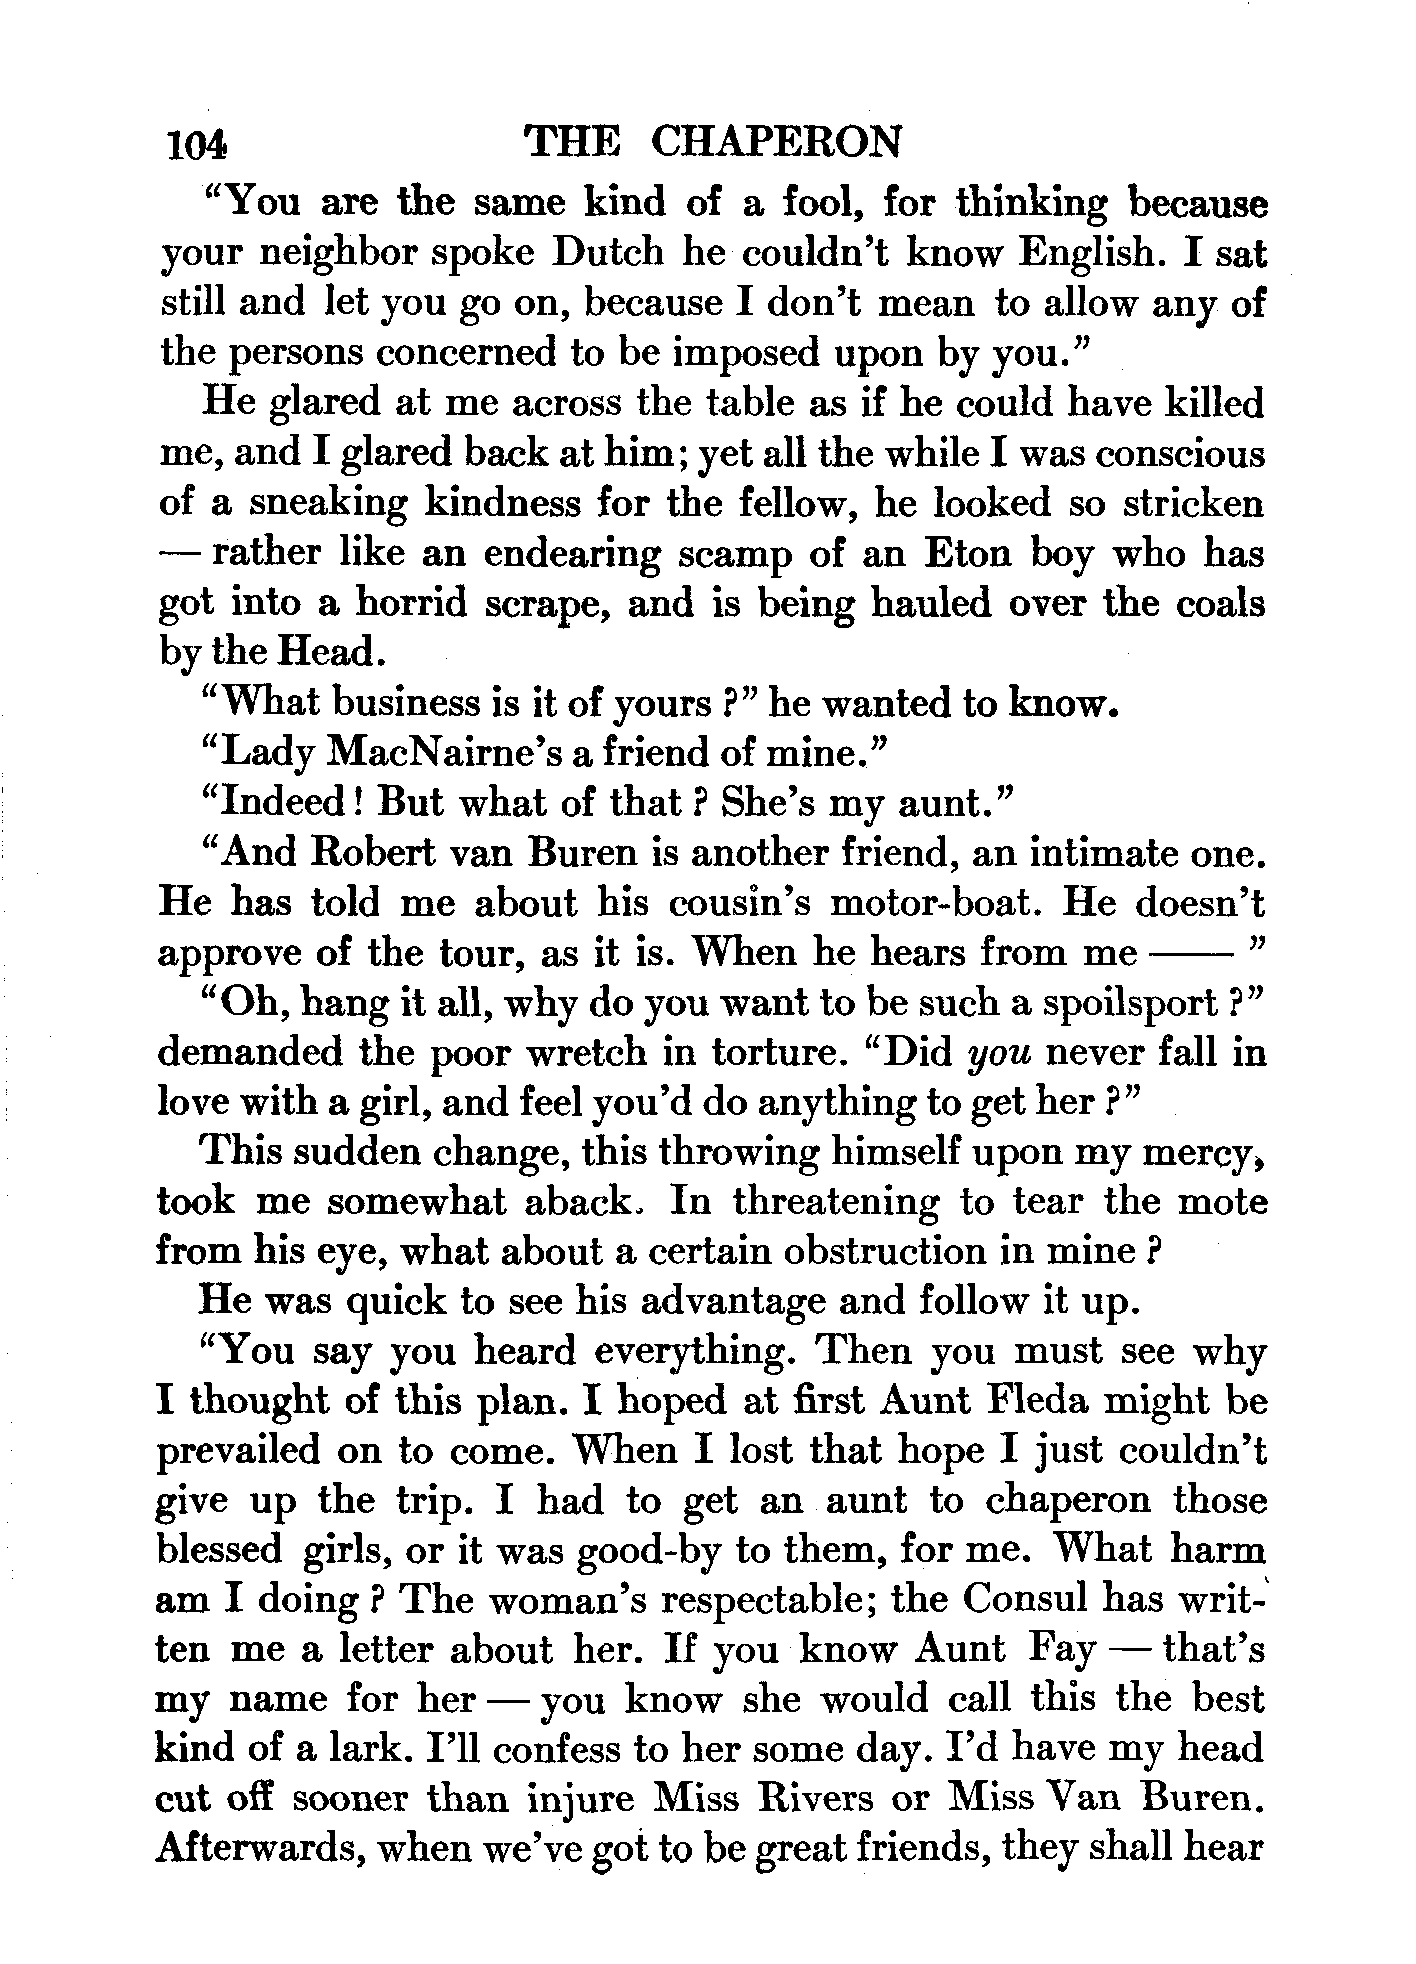 104 THE CHAPERON
"You are the same kind of a fool, for thinking because
your neighbor spoke Dutch he couldn't know English. I sat
still and let you go on, because I don't mean to allow any of
the persons concerned to be imposed upon by you."
He glared at me across the table as if he could have killed
me, and I glared back at him; yet all the while I was conscious
of a sneaking kindness for the fellow, he looked so stricken
— rather like an endearing scamp of an Eton boy who has
got into a horrid scrape, and is being hauled over the coals
by the Head.
"What business is it of yours?" he wanted to know.
"Lady MacNairne's a friend of mine."
"Indeed! But what of that? She's my aunt."
"And Robert van Buren is another friend, an intimate one.
He has told me about his cousin's motor-boat. He doesn't
approve of the tour, as it is. When he hears from me —— "
"Oh, hang it all, why do you want to be such a spoilsport?"
demanded the poor wretch in torture. "Did you never fall in
love with a girl, and feel you'd do anything to get her?"
This sudden change, this throwing himself upon my mercy,
took me somewhat aback. In threatening to tear the mote
from his eye, what about a certain obstruction in mine?
He was quick to see his advantage and follow it up.
"You say you heard everything. Then you must see why
I thought of this plan. I hoped at first Aunt Fleda might be
prevailed on to come. When I lost that hope I just couldn't
give up the trip. I had to get an aunt to chaperon those
blessed girls, or it was good-by to them, for me. What harm
am I doing? The woman's respectable; the Consul has writ-
ten me a letter about her. If you know Aunt Fay — that's
my name for her — you know she would call this the best
kind of a lark. I'll confess to her some day. I'd have my head
cut off sooner than injure Miss Rivers or Miss Van Buren.
Afterwards, when we've got to be great friends, they shall hear